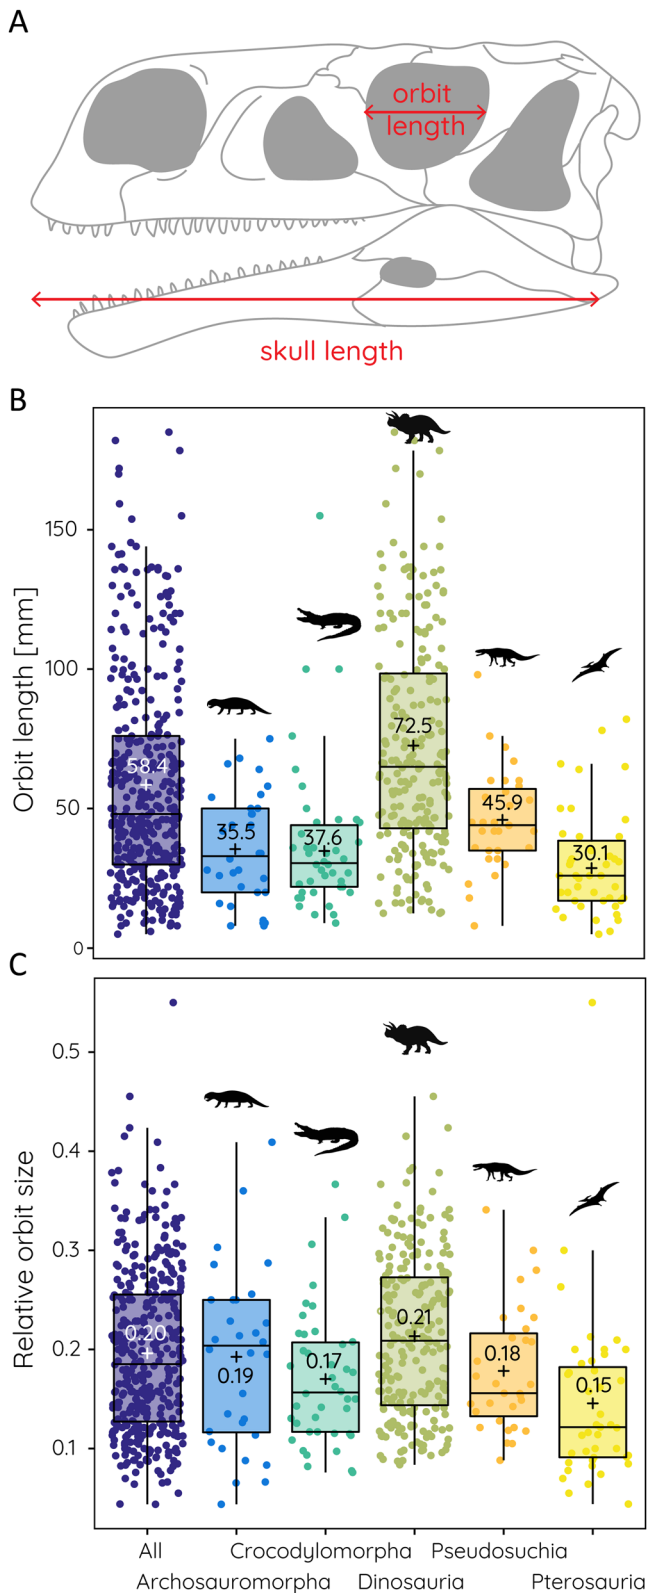 A
orbit
length
skull length
B
Orbit length [mm]
150
100
50
0
58.4
35.5
37.6
72.5
45.9
30.1
C
Relative orbit size
0.5
0.4
0.3
0.2
0.1
0.20
0.19
0.17
0.21
0.18
0.15
All Crocodylomorpha Pseudosuchia
Archosauromorpha Dinosauria Pterosauria